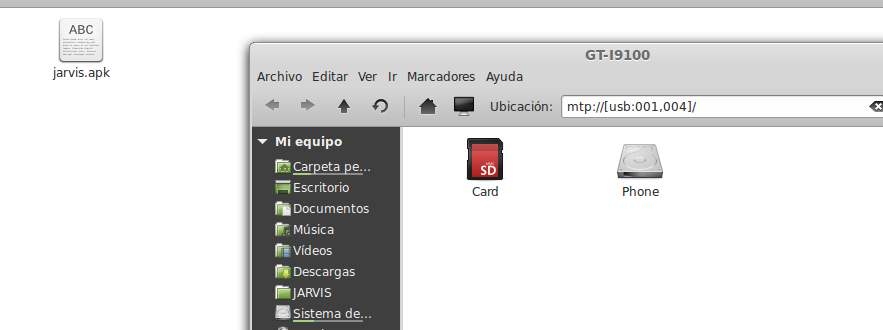 ABC
jarvis.apk
GT-I9100
Archivo Editar Ver Ir Marcadores Ayuda
Ubicación: mtp://[usb:001,004]/
Mi equipo
Carpeta pe...
Escritorio
Documentos
Música
Vídeos
Descargas
JARVIS
Sistema de...
SD
Card
Phone